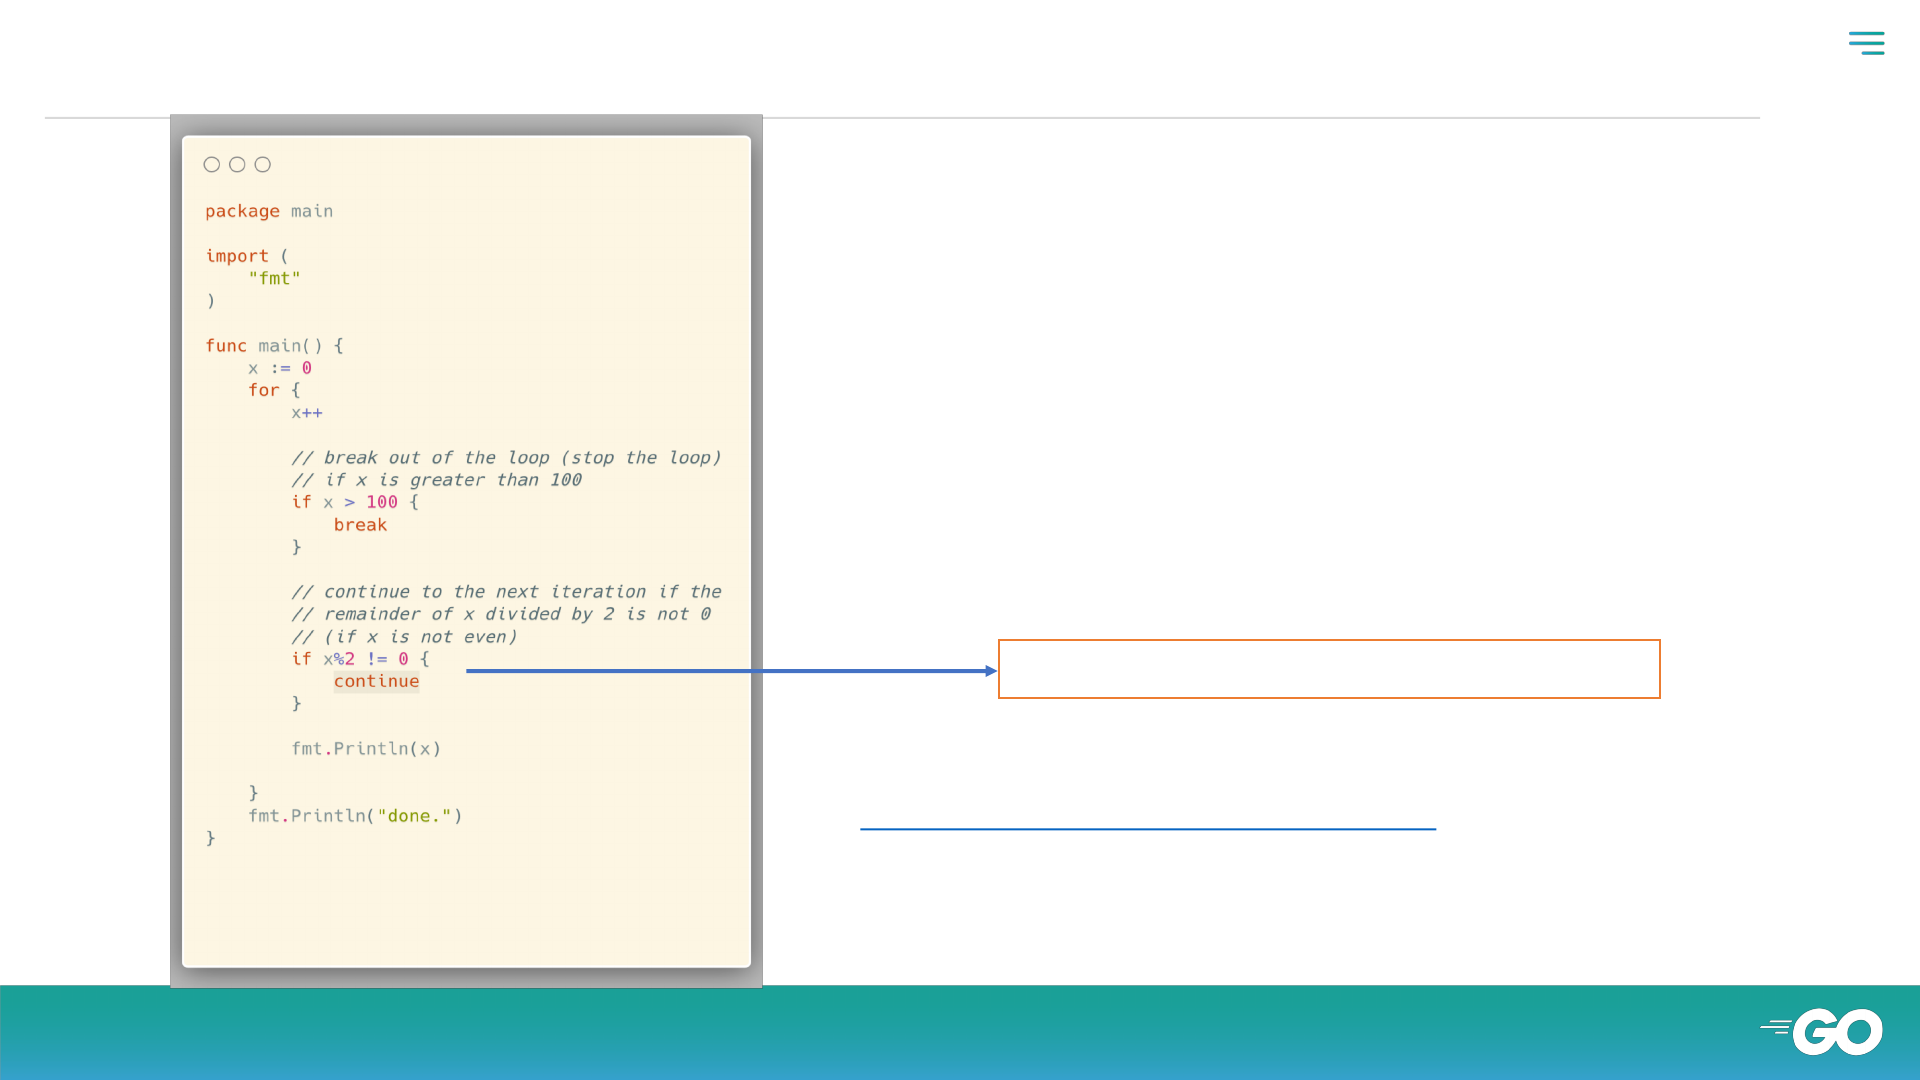 package main
import (
"fmt"
)
func main() {
x := 0
for {
x++
// break out of the loop (stop the loop)
// if x is greater than 100
if x > 100 {
break
}
// continue to the next iteration if the
// remainder of x divided by 2 is not 0
// (if x is not even)
if x%2 != 0 {
continue
}
fmt.Println(x)
}
fmt.Println("done.")
}
GO